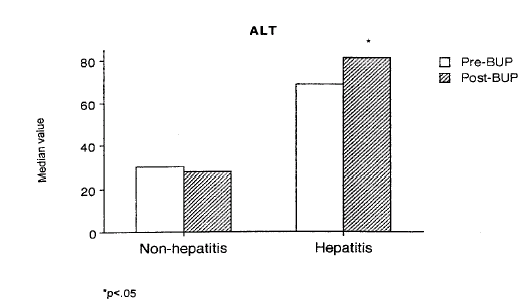 ALT
*
Pre-BUP
Post-BUP
Median value
80
60
40
20
0
Non-hepatitis
Hepatitis
*p<.05